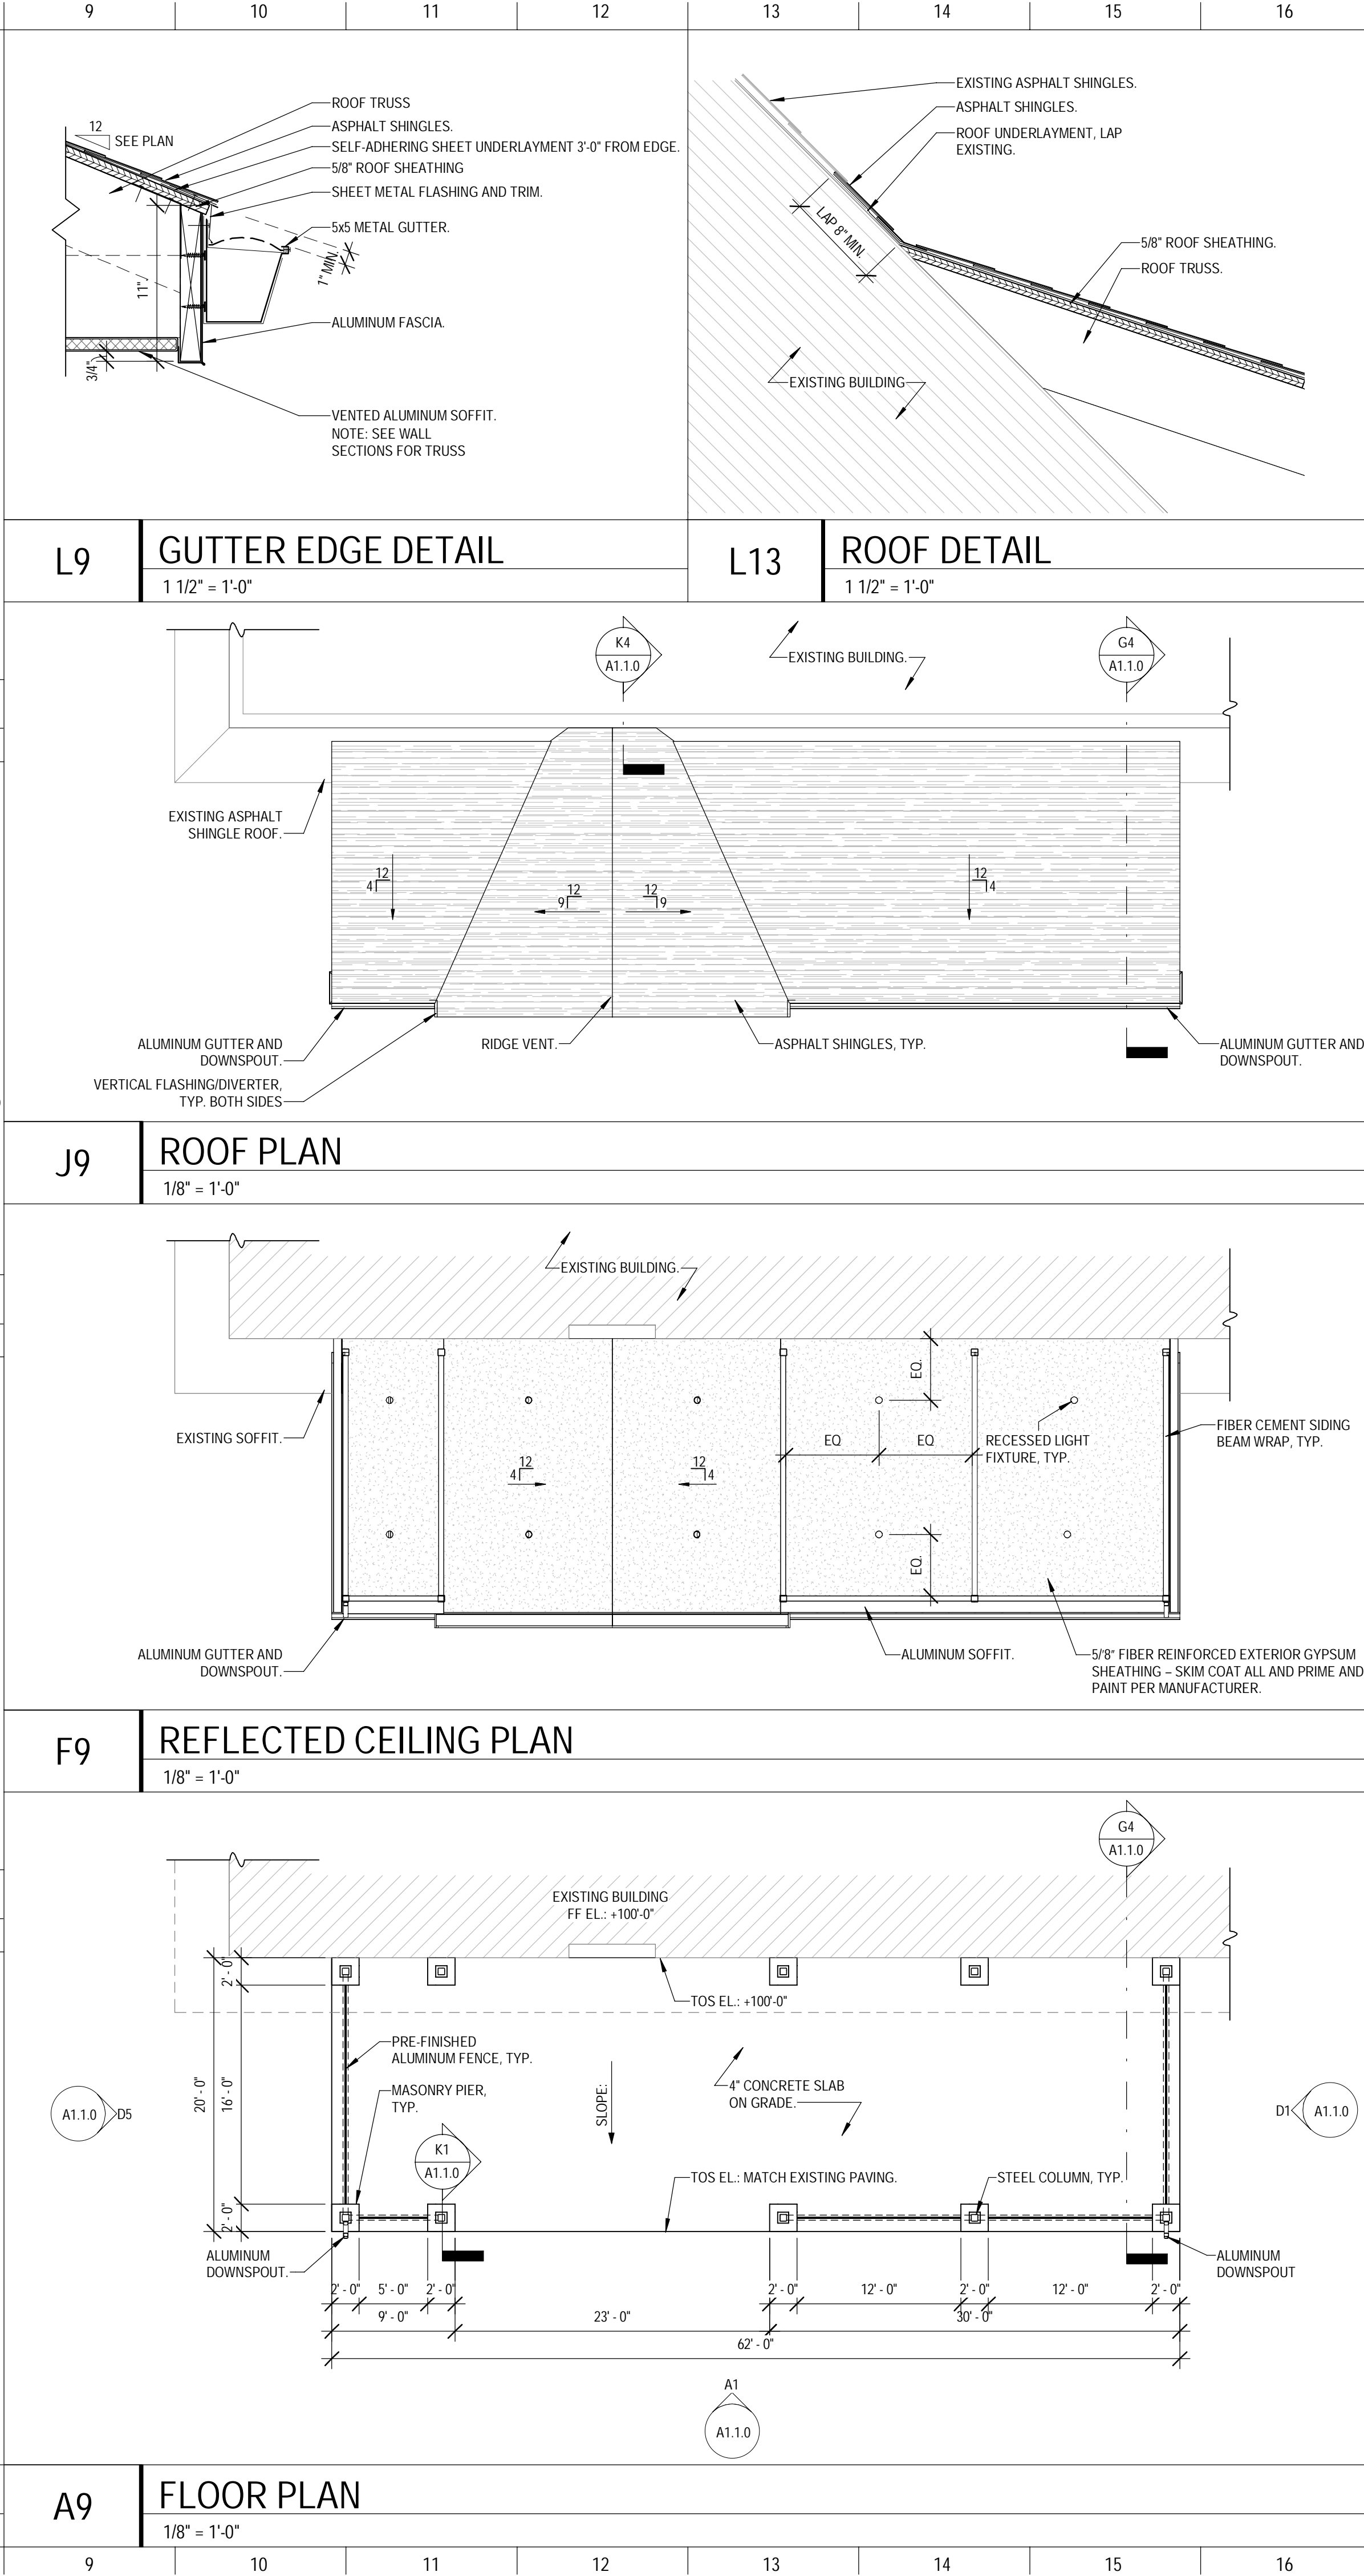 9 10 11 12 13 14 15 16
ROOF TRUSS
ASPHALT SHINGLES.
SELF-ADHERING SHEET UNDERLAYMENT 3'-0" FROM EDGE.
5/8" ROOF SHEATHING
SHEET METAL FLASHING AND TRIM.
5x5 METAL GUTTER.
12
SEE PLAN
1" MIN.
11"
3/4"
ALUMINUM FASCIA.
VENTED ALUMINUM SOFFIT.
NOTE: SEE WALL
SECTIONS FOR TRUSS
EXISTING ASPHALT SHINGLES.
ASPHALT SHINGLES.
ROOF UNDERLAYMENT, LAP
EXISTING.
LAP 8" MIN.
5/8" ROOF SHEATHING.
ROOF TRUSS.
EXISTING BUILDING
L9
GUTTER EDGE DETAIL
1 1/2" = 1'-0"
L13
ROOF DETAIL
1 1/2" = 1'-0"
K4
A1.1.0
EXISTING BUILDING.
G4
A1.1.0
EXISTING ASPHALT
SHINGLE ROOF.
12
4
12
9
12
9
12
4
ALUMINUM GUTTER AND
DOWNSPOUT.
VERTICAL FLASHING/DIVERTER,
TYP. BOTH SIDES
RIDGE VENT.
ASPHALT SHINGLES, TYP.
ALUMINUM GUTTER AND
DOWNSPOUT.
J9
ROOF PLAN
1/8" = 1'-0"
EXISTING BUILDING.
EXISTING SOFFIT.
EQ.
EQ
EQ
RECESSED LIGHT
FIXTURE, TYP.
FIBER CEMENT SIDING
BEAM WRAP, TYP.
12
4
12
4
EQ.
ALUMINUM GUTTER AND
DOWNSPOUT.
ALUMINUM SOFFIT.
5/8" FIBER REINFORCED EXTERIOR GYPSUM
SHEATHING – SKIM COAT ALL AND PRIME AND
PAINT PER MANUFACTURER.
F9
REFLECTED CEILING PLAN
1/8" = 1'-0"
G4
A1.1.0
EXISTING BUILDING
FF EL.: +100'-0"
2' - 0"
TOS EL.: +100'-0"
PRE-FINISHED
ALUMINUM FENCE, TYP.
4" CONCRETE SLAB
ON GRADE.
MASONRY PIER,
TYP.
20' - 0"
16' - 0"
SLOPE:
A1.1.0
D5
D1
A1.1.0
K1
A1.1.0
TOS EL.: MATCH EXISTING PAVING.
STEEL COLUMN, TYP.
2' - 0"
ALUMINUM
DOWNSPOUT.
ALUMINUM
DOWNSPOUT
2' - 0" 5' - 0" 2' - 0" 2' - 0" 12' - 0" 2' - 0" 12' - 0" 2' - 0"
9' - 0" 23' - 0" 30' - 0"
62' - 0"
A1
A1.1.0
A9
FLOOR PLAN
1/8" = 1'-0"
9 10 11 12 13 14 15 16